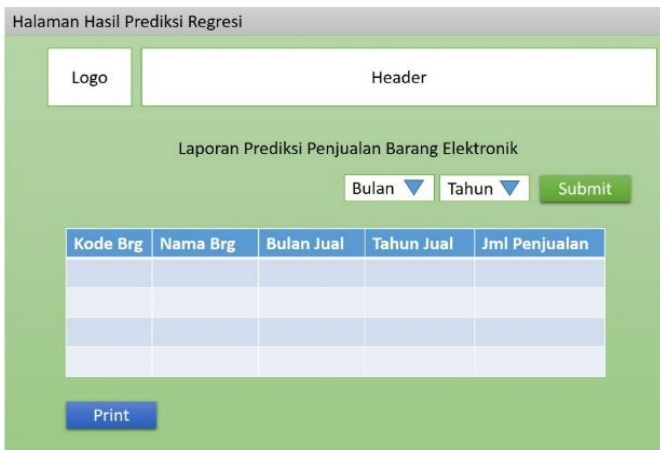 Halaman Hasil Prediksi Regresi
Logo
Header
Laporan Prediksi Penjualan Barang Elektronik
Bulan Tahun Submit
Kode Brg Nama Brg Bulan Jual Tahun Jual Jml Penjualan
Print